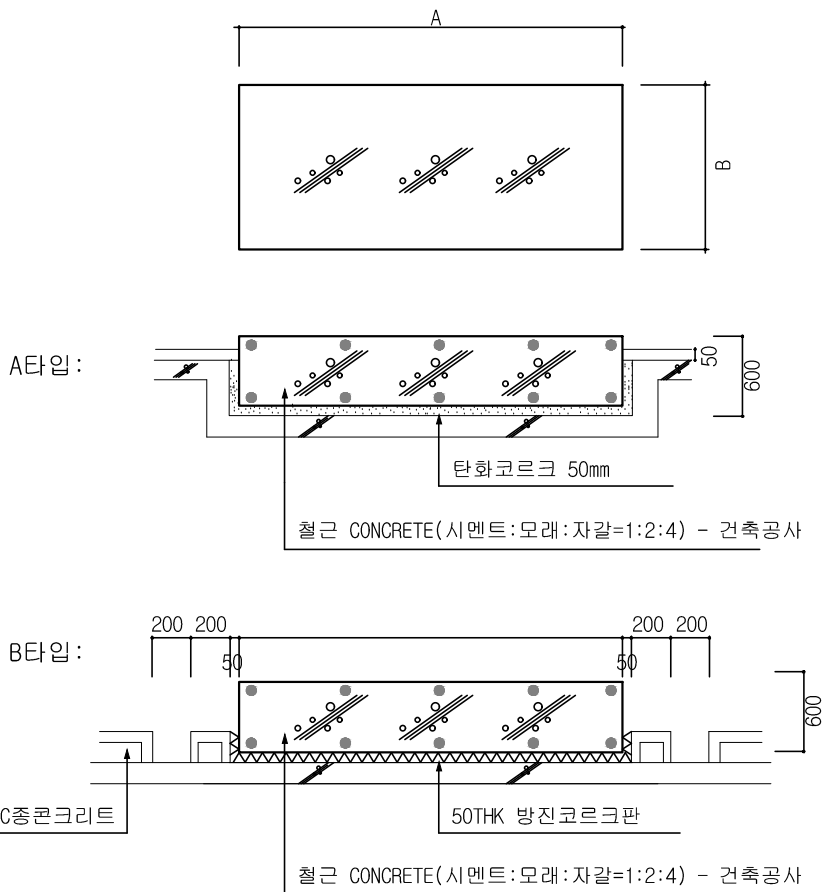 A
B
A타입:
50
600
탄화코르크 50mm
철근 CONCRETE(시멘트:모래:자갈=1:2:4) - 건축공사
B타입:
200 200 200 200
50 50
600
C종콘크리트
50THK 방진코르크판
철근 CONCRETE(시멘트:모래:자갈=1:2:4) - 건축공사